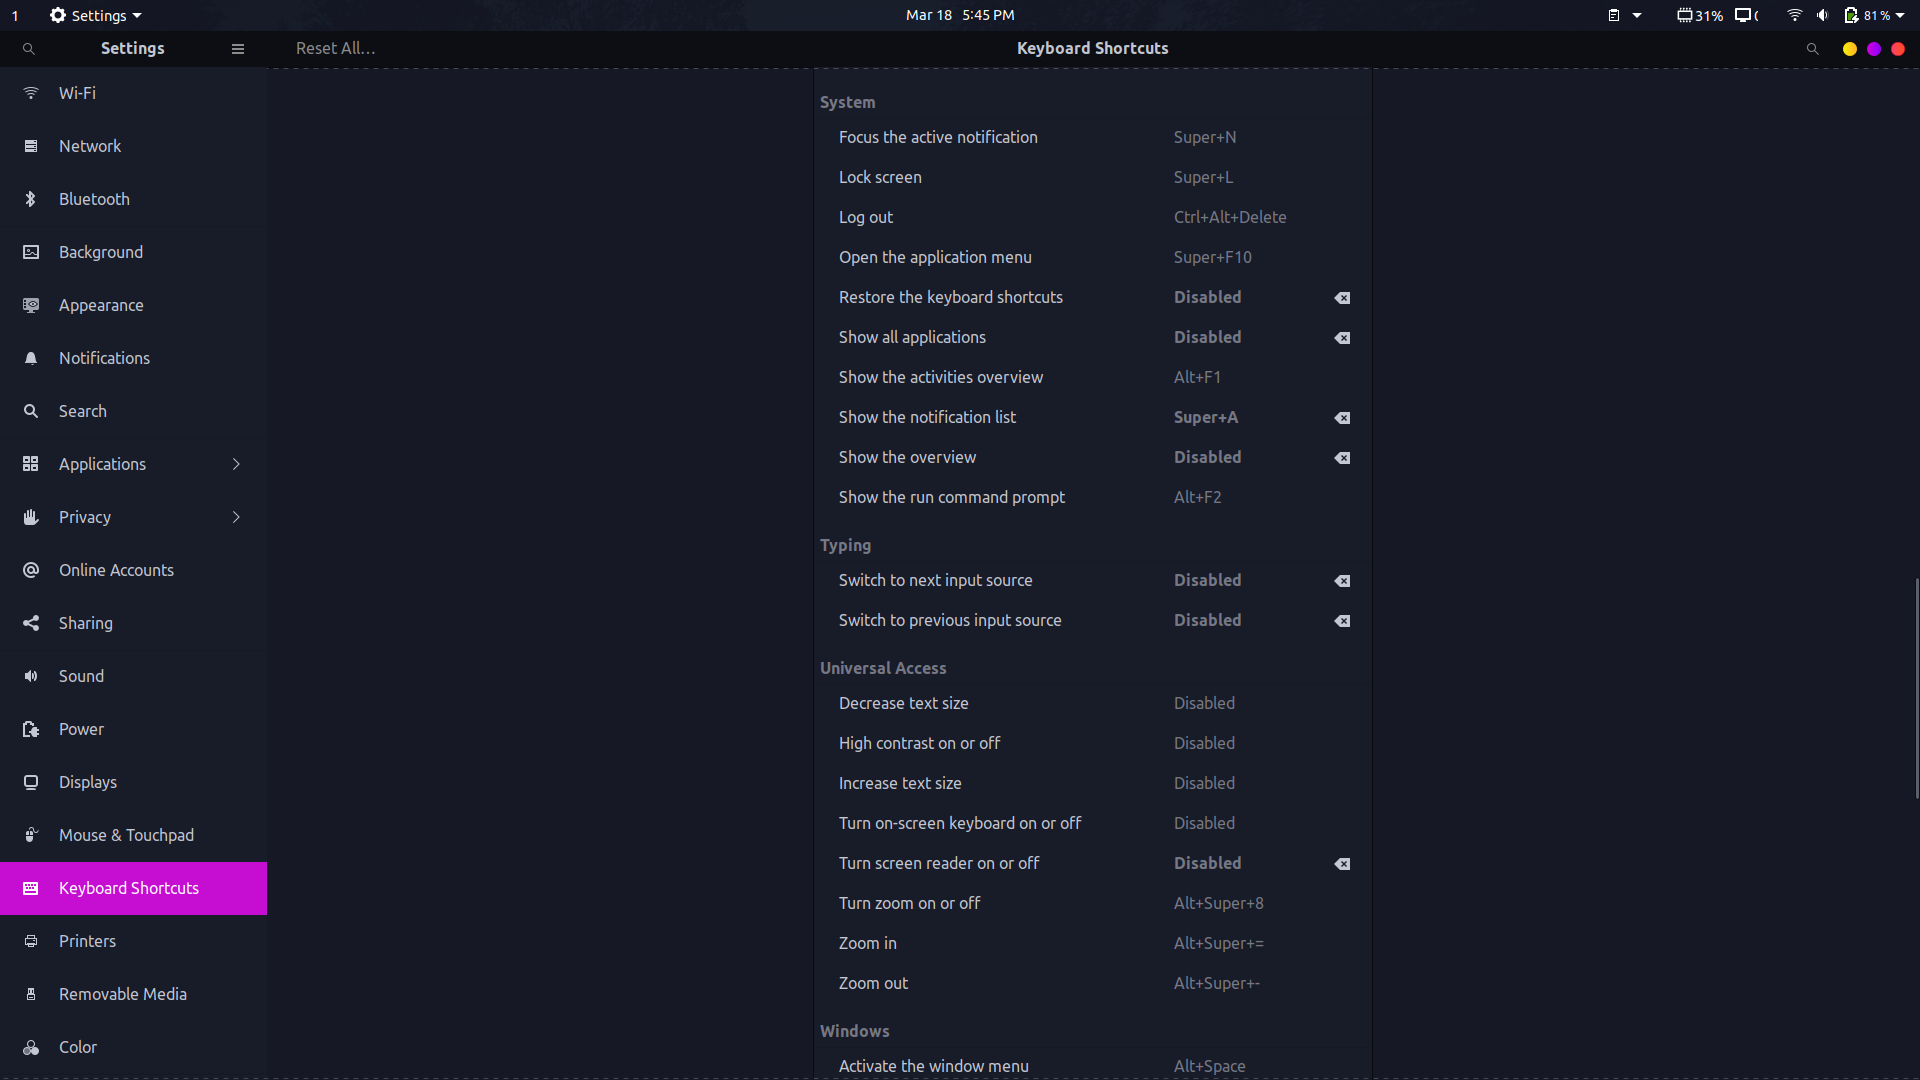 1 Settings Mar 18 5:45 PM 31% 81 %
Settings Reset All... Keyboard Shortcuts
Wi-Fi
Network
Bluetooth
Background
Appearance
Notifications
Search
Applications
Privacy
Online Accounts
Sharing
Sound
Power
Displays
Mouse & Touchpad
Keyboard Shortcuts
Printers
Removable Media
Color
System
Focus the active notification Super+N
Lock screen Super+L
Log out Ctrl+Alt+Delete
Open the application menu Super+F10
Restore the keyboard shortcuts Disabled
Show all applications Disabled
Show the activities overview Alt+F1
Show the notification list Super+A
Show the overview Disabled
Show the run command prompt Alt+F2
Typing
Switch to next input source Disabled
Switch to previous input source Disabled
Universal Access
Decrease text size Disabled
High contrast on or off Disabled
Increase text size Disabled
Turn on-screen keyboard on or off Disabled
Turn screen reader on or off Disabled
Turn zoom on or off Alt+Super+8
Zoom in Alt+Super+=
Zoom out Alt+Super+-
Windows
Activate the window menu Alt+Space